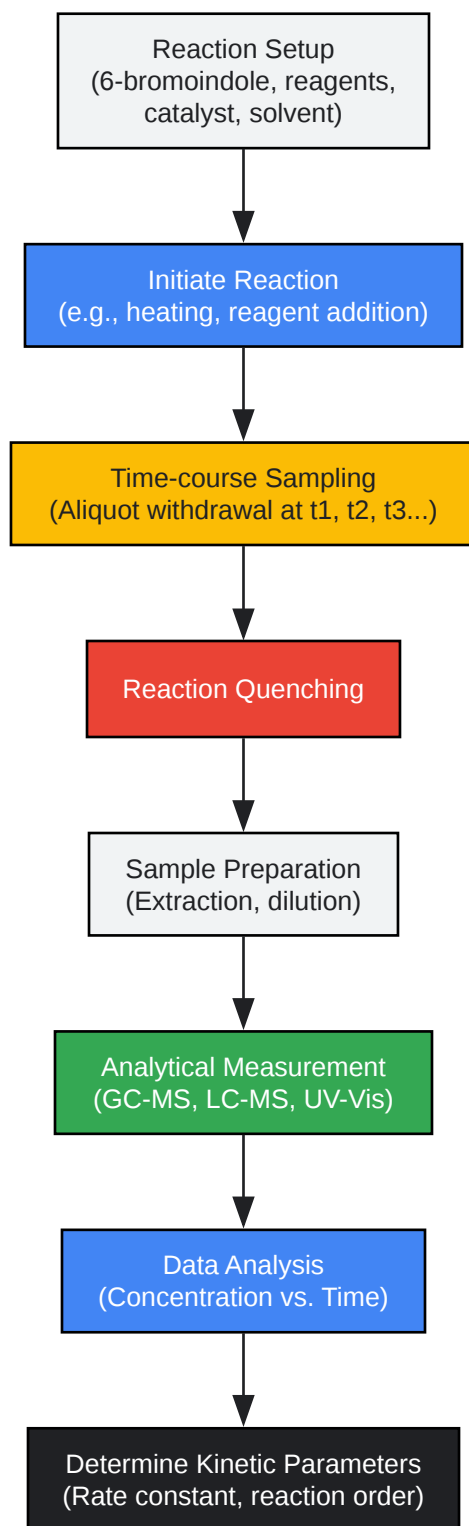 Reaction Setup
(6-bromoindole, reagents,
catalyst, solvent)
Initiate Reaction
(e.g., heating, reagent addition)
Time-course Sampling
(Aliquot withdrawal at t1, t2, t3...)
Reaction Quenching
Sample Preparation
(Extraction, dilution)
Analytical Measurement
(GC-MS, LC-MS, UV-Vis)
Data Analysis
(Concentration vs. Time)
Determine Kinetic Parameters
(Rate constant, reaction order)